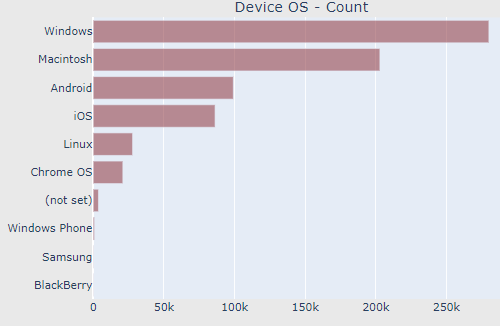 Device OS - Count
Windows
Macintosh
Android
iOS
Linux
Chrome OS
(not set)
Windows Phone
Samsung
BlackBerry
0 50k 100k 150k 200k 250k